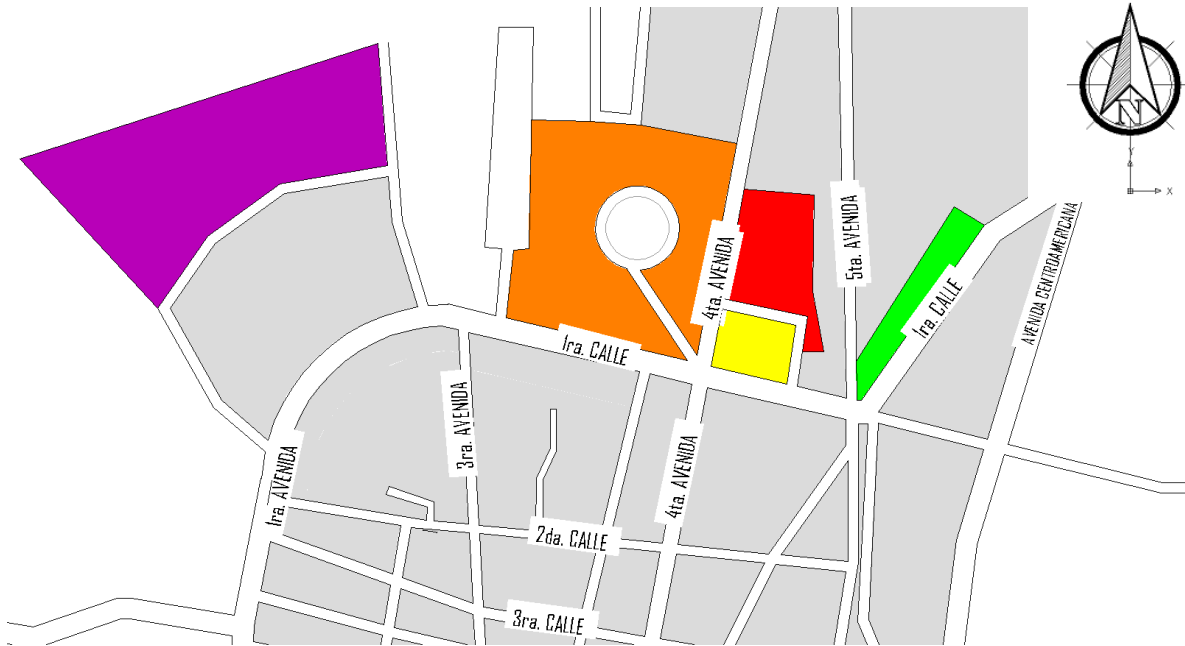 N
Y
X
5ta. AVENIDA
4ta. AVENIDA
AVENIDA CENTROAMERICANA
1ra. CALLE
1ra. CALLE
3ra. AVENIDA
4ta. AVENIDA
1ra. AVENIDA
2da. CALLE
3ra. CALLE